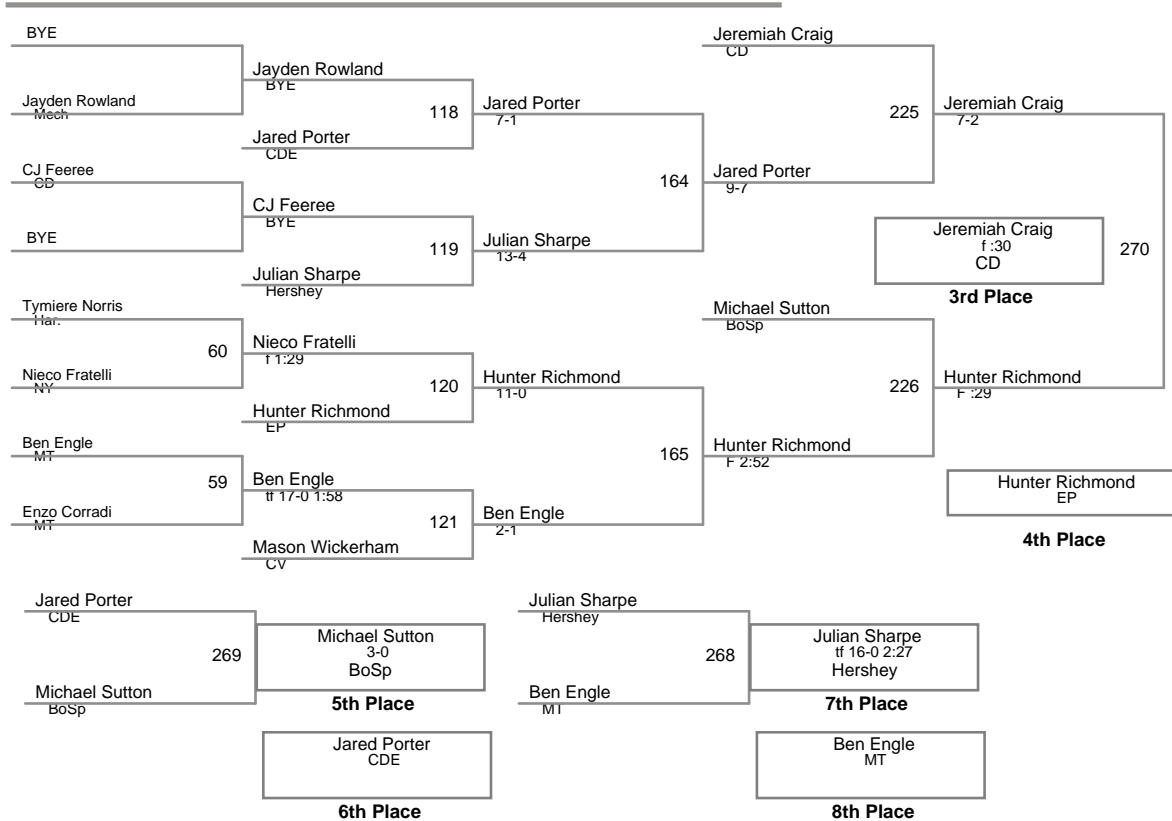 BYE
Jayden Rowland
Mech
CJ Feeree
CD
BYE
Tymiere Norris
Har.
60
Nieco Fratelli
NY
Ben Engle
MT
59
Enzo Corradi
MT
Jayden Rowland
BYE
118
Jared Porter
CDE
CJ Feeree
BYE
119
Julian Sharpe
Hershey
Nieco Fratelli
f 1:29
120
Hunter Richmond
EP
Ben Engle
tf 17-0 1:58
121
Mason Wickerham
CV
Jared Porter
7-1
164
Julian Sharpe
13-4
Hunter Richmond
11-0
165
Ben Engle
2-1
Jeremiah Craig
CD
225
Jared Porter
9-7
Michael Sutton
BoSp
226
Hunter Richmond
F 2:52
Jeremiah Craig
7-2
270
Hunter Richmond
F :29
Jeremiah Craig
f :30
CD
3rd Place
Hunter Richmond
EP
4th Place
Jared Porter
CDE
269
Michael Sutton
BoSp
Michael Sutton
3-0
BoSp
5th Place
Jared Porter
CDE
6th Place
Julian Sharpe
Hershey
268
Ben Engle
MT
Julian Sharpe
tf 16-0 2:27
Hershey
7th Place
Ben Engle
MT
8th Place